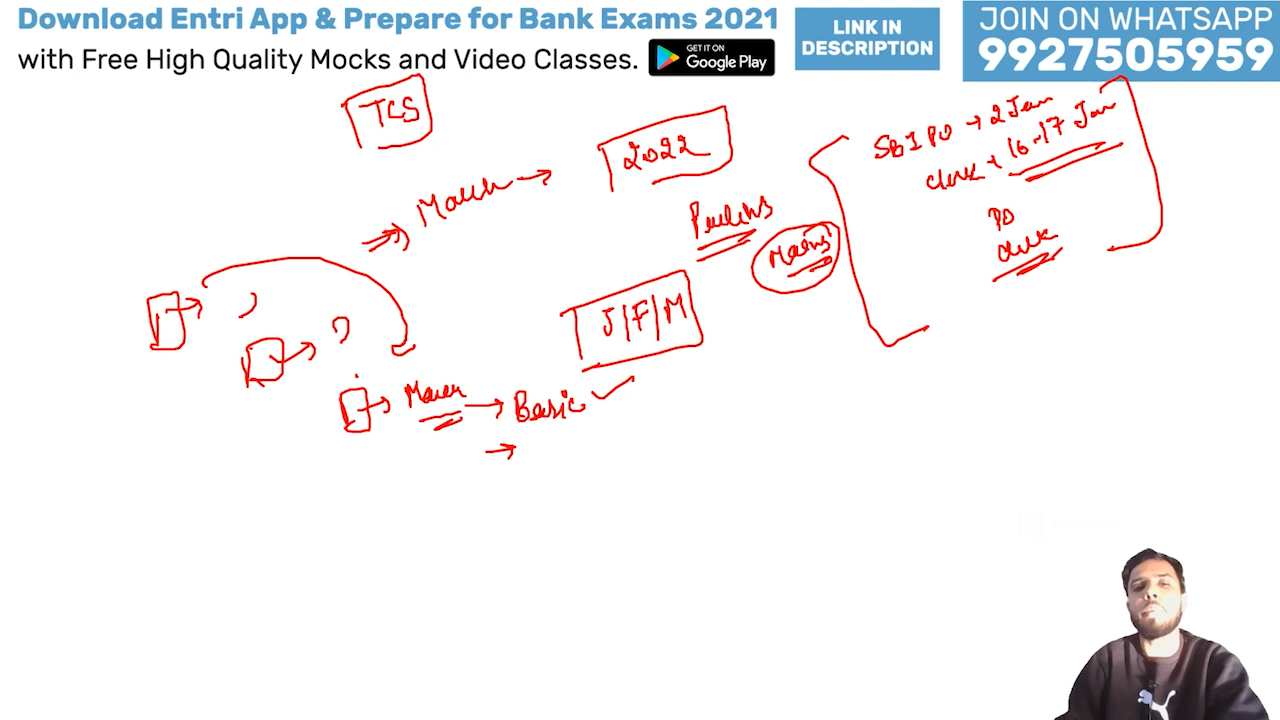 Download Entri App & Prepare for Bank Exams 2021
with Free High Quality Mocks and Video Classes.
GET IT ON
Google Play
LINK IN
DESCRIPTION
JOIN ON WHATSAPP
9927505959
TCS
March → 2022
SBI PO → 2 Jan
clerk → 16-17 Jan
PO
clerk
Prelims
Mains
J/F/M
March → Basic ✓